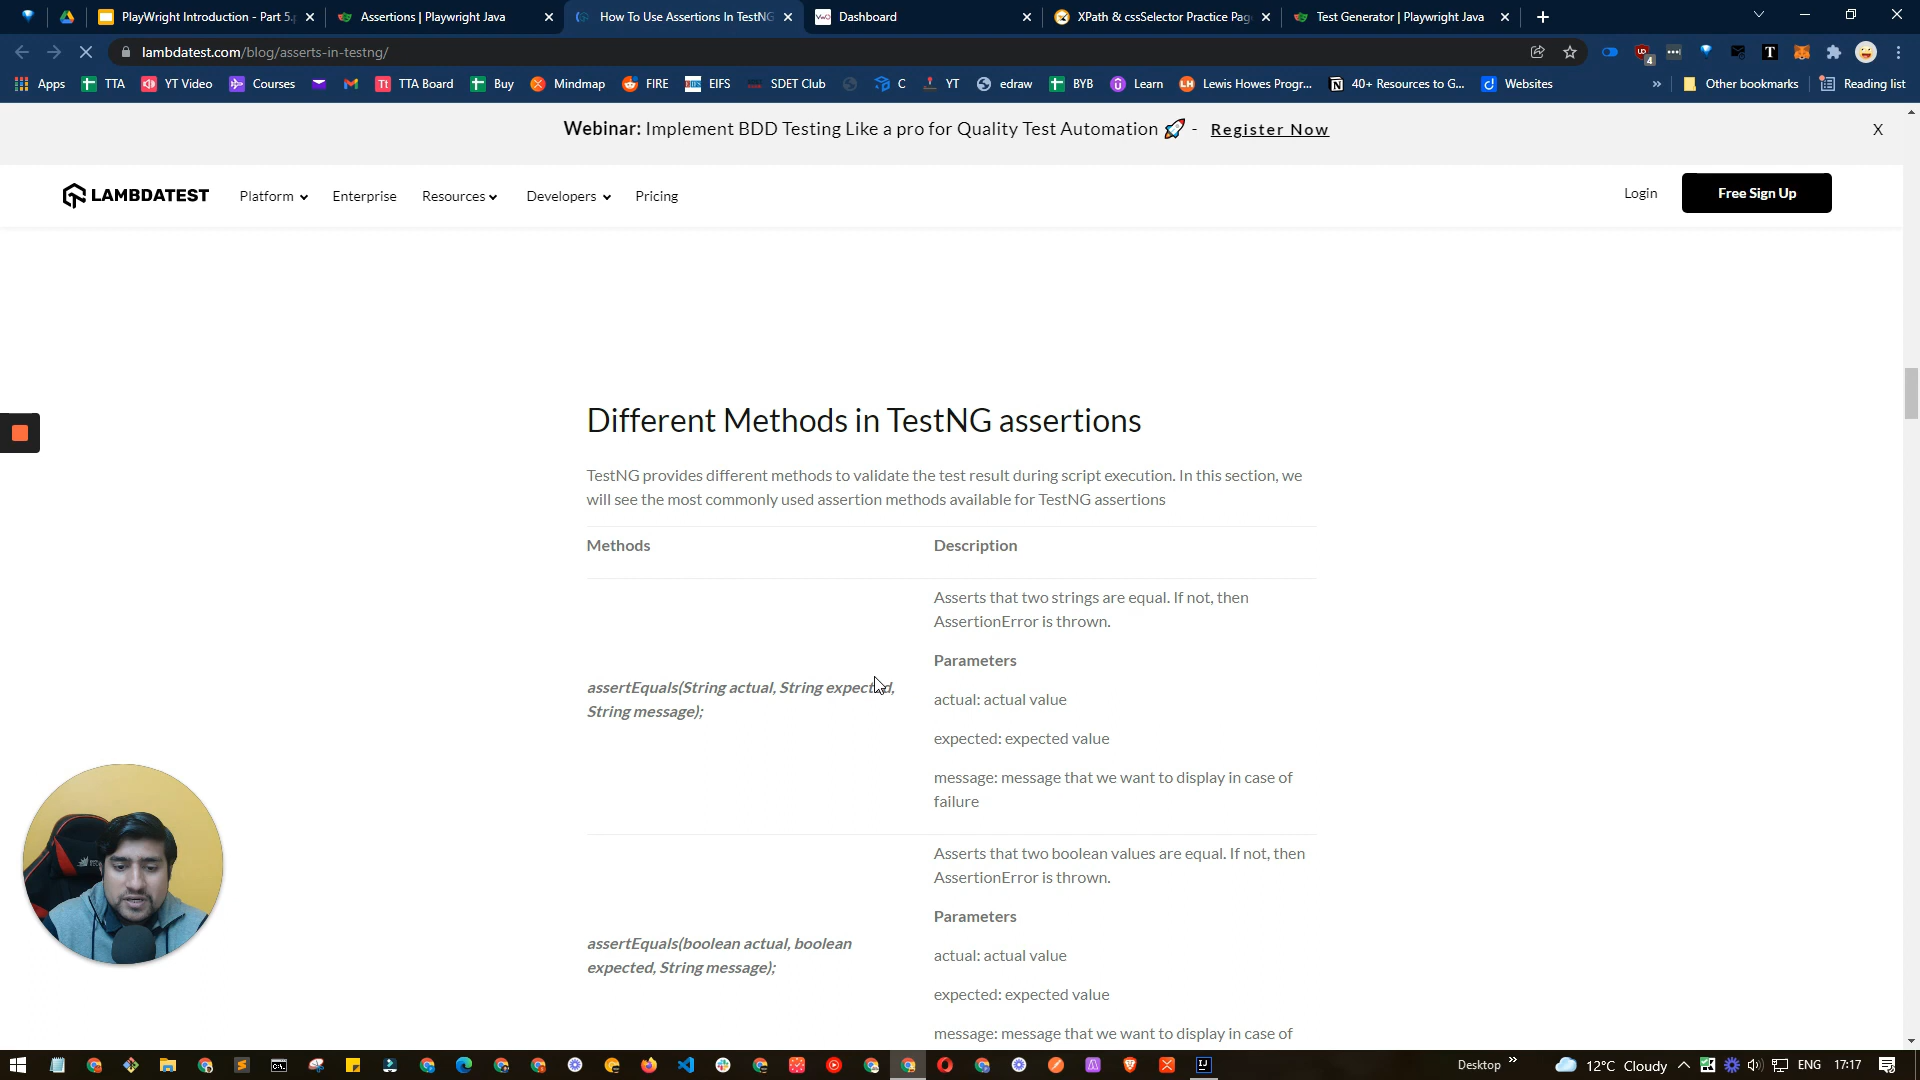 PlayWright Introduction - Part 5.
Assertions | Playwright Java
How To Use Assertions In TestNG
Dashboard
XPath & cssSelector Practice Page
Test Generator | Playwright Java
lambdatest.com/blog/asserts-in-testng/
Apps
TTA
YT Video
Courses
TTA Board
Buy
Mindmap
FIRE
EIFS
SDET Club
C
YT
edraw
BYB
Learn
Lewis Howes Progr...
40+ Resources to G...
Websites
»
Other bookmarks
Reading list
Webinar: Implement BDD Testing Like a pro for Quality Test Automation 🚀 - Register Now
X
LAMBDATEST
Platform
Enterprise
Resources
Developers
Pricing
Login
Free Sign Up
Different Methods in TestNG assertions
TestNG provides different methods to validate the test result during script execution. In this section, we
will see the most commonly used assertion methods available for TestNG assertions
Methods
Description
Asserts that two strings are equal. If not, then
AssertionError is thrown.
Parameters
assertEquals(String actual, String expected,
String message);
actual: actual value
expected: expected value
message: message that we want to display in case of
failure
Asserts that two boolean values are equal. If not, then
AssertionError is thrown.
Parameters
assertEquals(boolean actual, boolean
expected, String message);
actual: actual value
expected: expected value
message: message that we want to display in case of
Desktop
»
12°C Cloudy
ENG
17:17